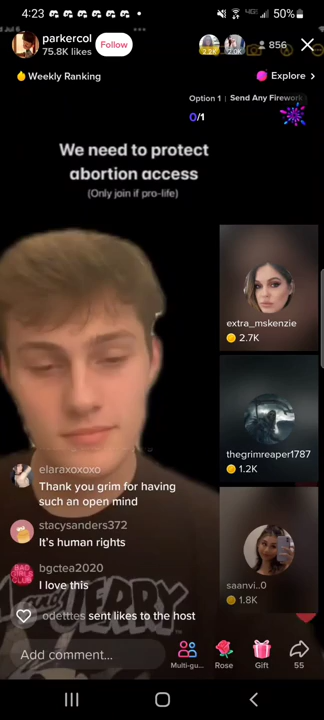 4:23
50%
parkercol
75.8K likes
Follow
856
Weekly Ranking
Explore >
Option 1 | Send Any Firework
0/1
We need to protect
abortion access
(Only join if pro-life)
extra_mskenzie
2.7K
thegrimreaper1787
1.2K
saanvi..0
1.8K
elaraxoxoxo
Thank you grim for having
such an open mind
stacysanders372
It's human rights
bgctea2020
I love this
odetttes sent likes to the host
Add comment...
Multi-gu...
Rose
Gift
55